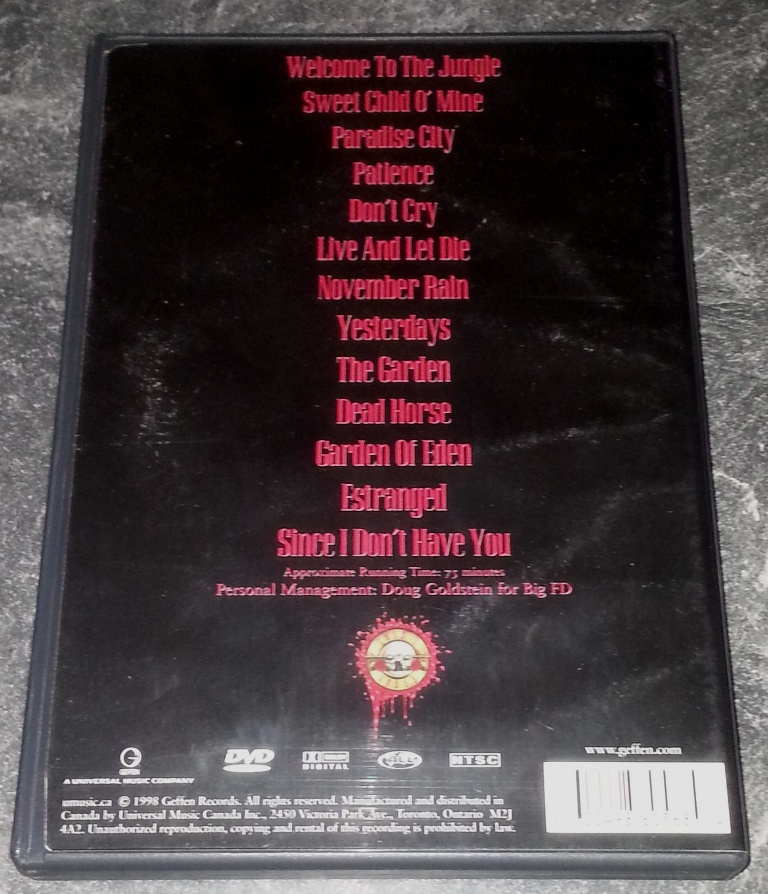 Welcome To The Jungle
Sweet Child O' Mine
Paradise City
Patience
Don't Cry
Live And Let Die
November Rain
Yesterdays
The Garden
Dead Horse
Garden Of Eden
Estranged
Since I Don't Have You
Approximate Running Time: 75 minutes
Personal Management: Doug Goldstein for Big FD
www.geffen.com
GEFFEN
A UNIVERSAL MUSIC COMPANY
DVD
DOLBY
DIGITAL
NTSC
umusic.ca © 1998 Geffen Records. All rights reserved. Manufactured and distributed in
Canada by Universal Music Canada Inc., 2450 Victoria Park Ave., Toronto, Ontario M2J
4A2. Unauthorized reproduction, copying and rental of this recording is prohibited by law.